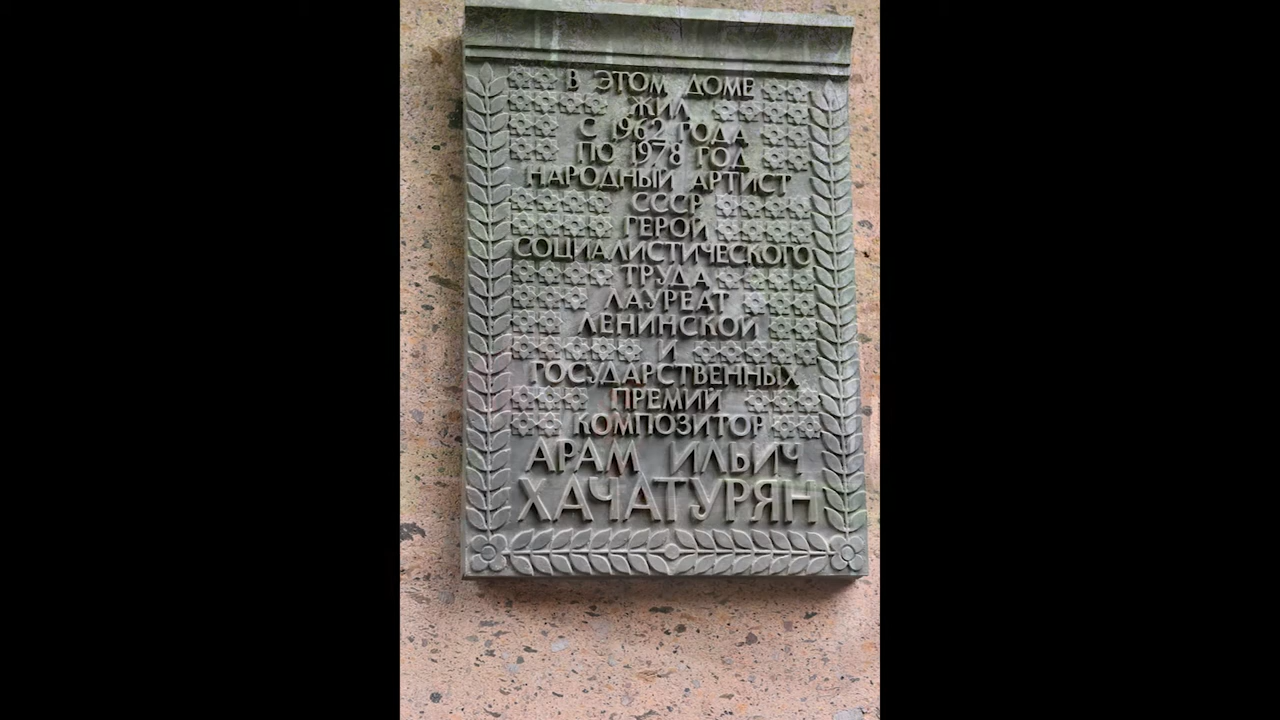 В ЭТОМ ДОМЕ
ЖИЛ
С 1962 ГОДА
ПО 1978 ГОД
НАРОДНЫЙ АРТИСТ
СССР
ГЕРОЙ
СОЦИАЛИСТИЧЕСКОГО
ТРУДА
ЛАУРЕАТ
ЛЕНИНСКОЙ
И
ГОСУДАРСТВЕННЫХ
ПРЕМИЙ
КОМПОЗИТОР
АРАМ ИЛЬИЧ
ХАЧАТУРЯН